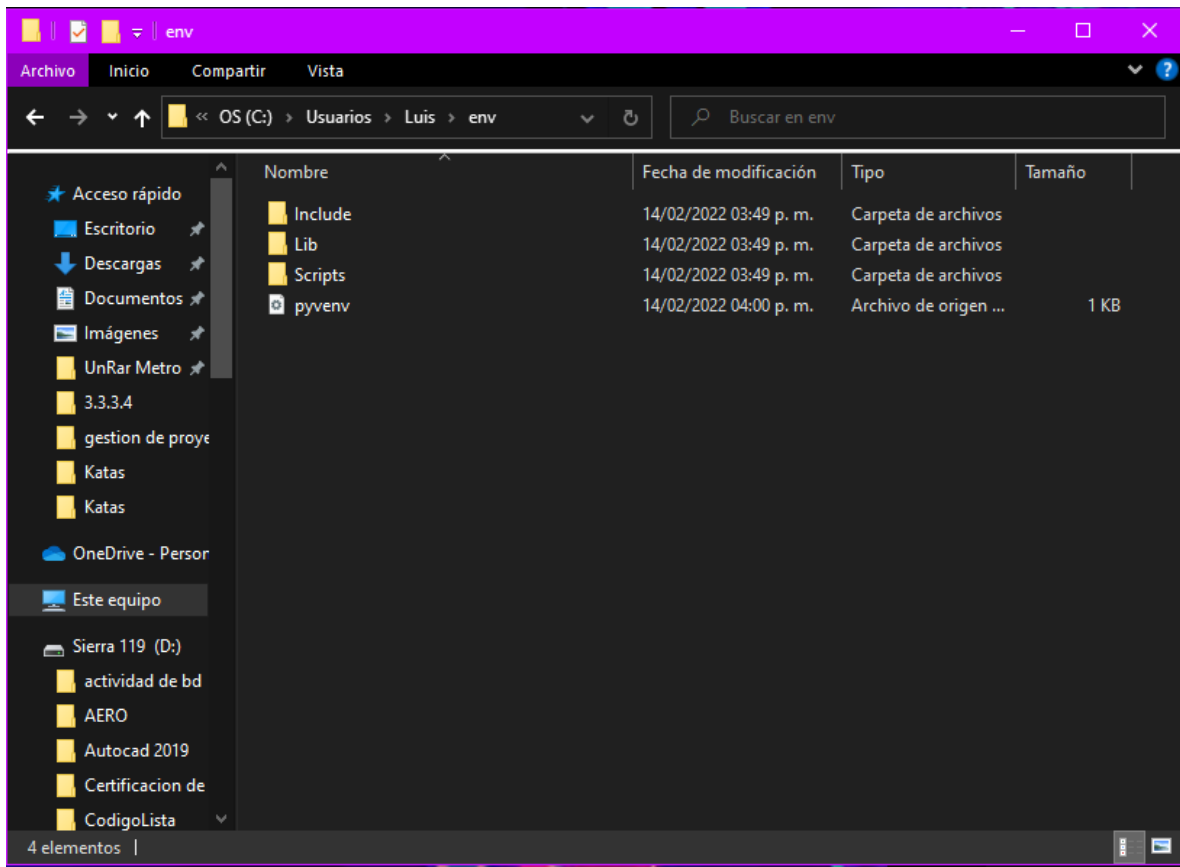 env
Archivo Inicio Compartir Vista
« OS (C:) › Usuarios › Luis › env Buscar en env
Nombre Fecha de modificación Tipo Tamaño
Acceso rápido
Escritorio
Descargas
Documentos
Imágenes
UnRar Metro
3.3.3.4
gestion de proye
Katas
Katas
OneDrive - Person
Este equipo
Sierra 119 (D:)
actividad de bd
AERO
Autocad 2019
Certificacion de
CodigoLista
Include 14/02/2022 03:49 p. m. Carpeta de archivos
Lib 14/02/2022 03:49 p. m. Carpeta de archivos
Scripts 14/02/2022 03:49 p. m. Carpeta de archivos
pyvenv 14/02/2022 04:00 p. m. Archivo de origen ... 1 KB
4 elementos